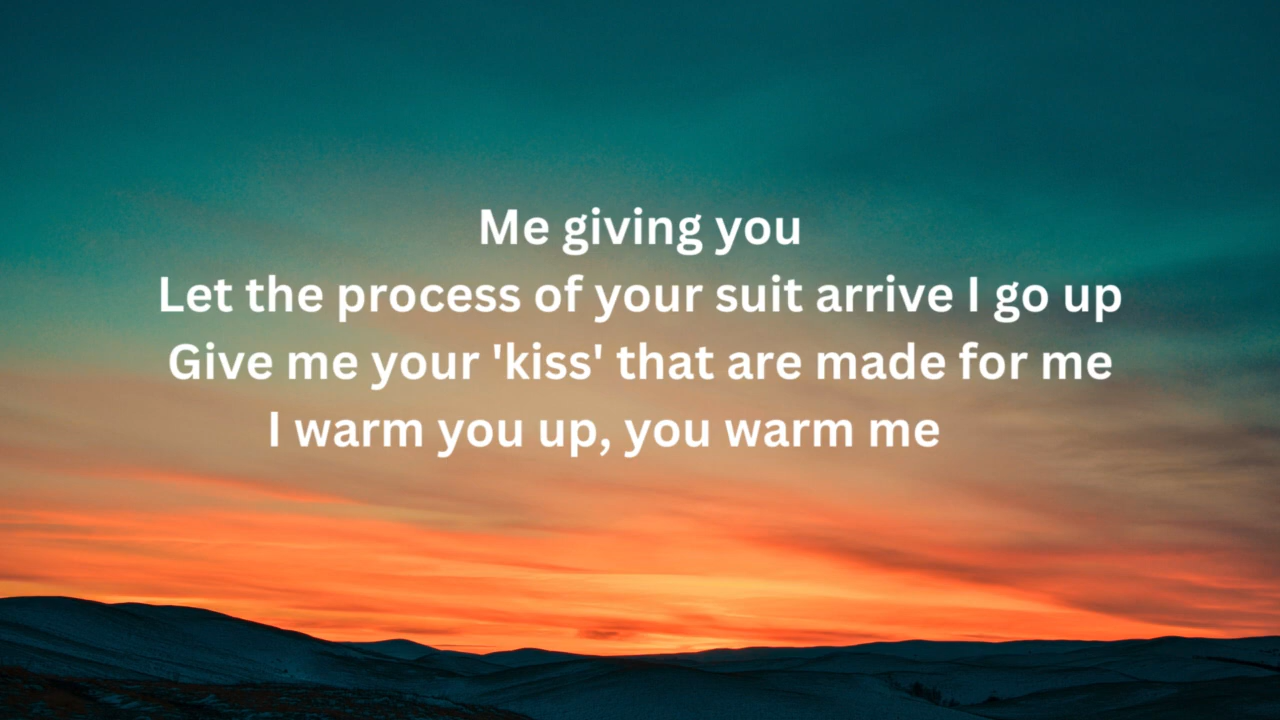 Me giving you
Let the process of your suit arrive I go up
Give me your 'kiss' that are made for me
I warm you up, you warm me